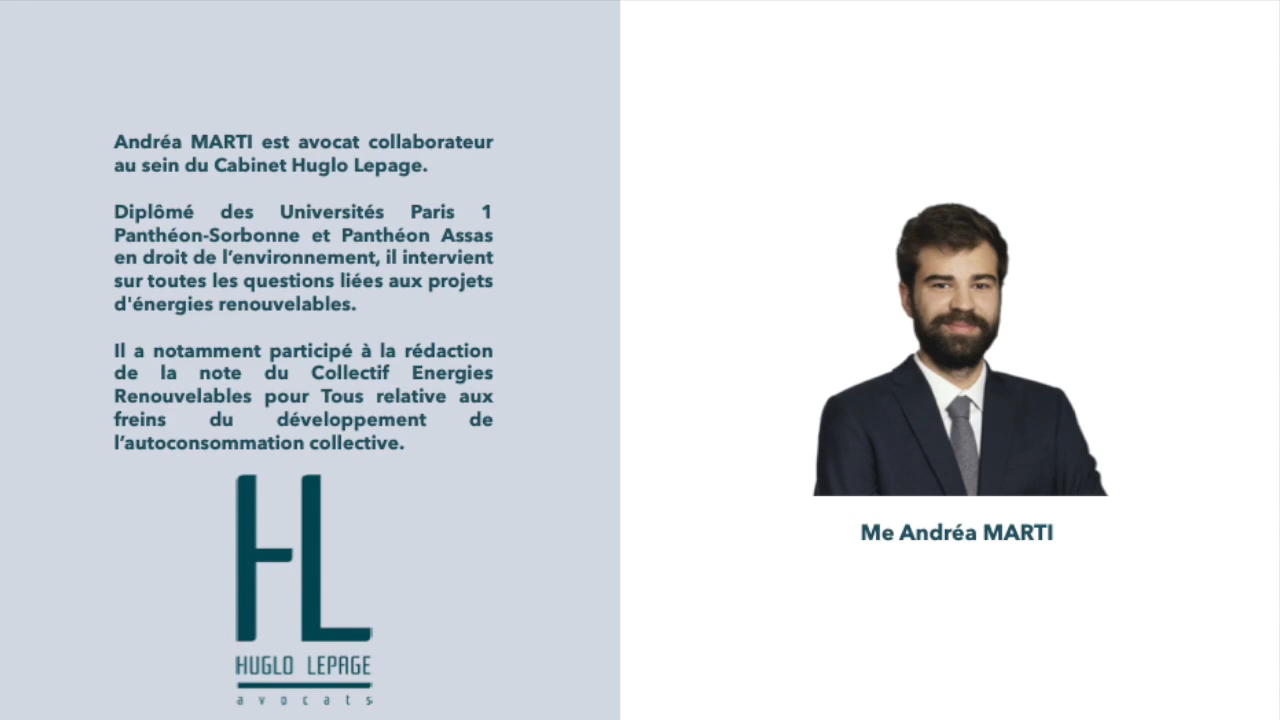 Andréa MARTI est avocat collaborateur
au sein du Cabinet Huglo Lepage.
Diplômé des Universités Paris 1
Panthéon-Sorbonne et Panthéon Assas
en droit de l’environnement, il intervient
sur toutes les questions liées aux projets
d'énergies renouvelables.
Il a notamment participé à la rédaction
de la note du Collectif Energies
Renouvelables pour Tous relative aux
freins du développement de
l’autoconsommation collective.
HL
HUGLO LEPAGE
avocats
Me Andréa MARTI